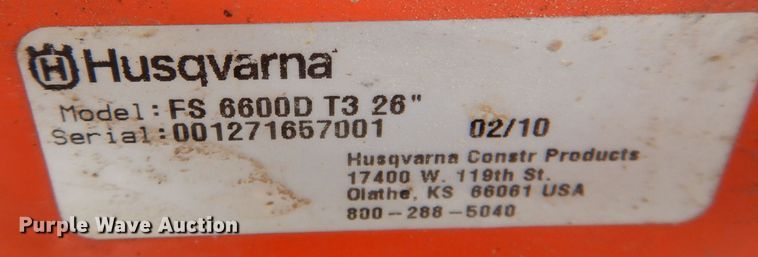 Husqvarna
Model: FS 6600D T3 26"
Serial: 001271657001 02/10
Husqvarna Constr Products
17400 W. 119th St.
Olathe, KS 66061 USA
800-288-5040
Purple Wave Auction